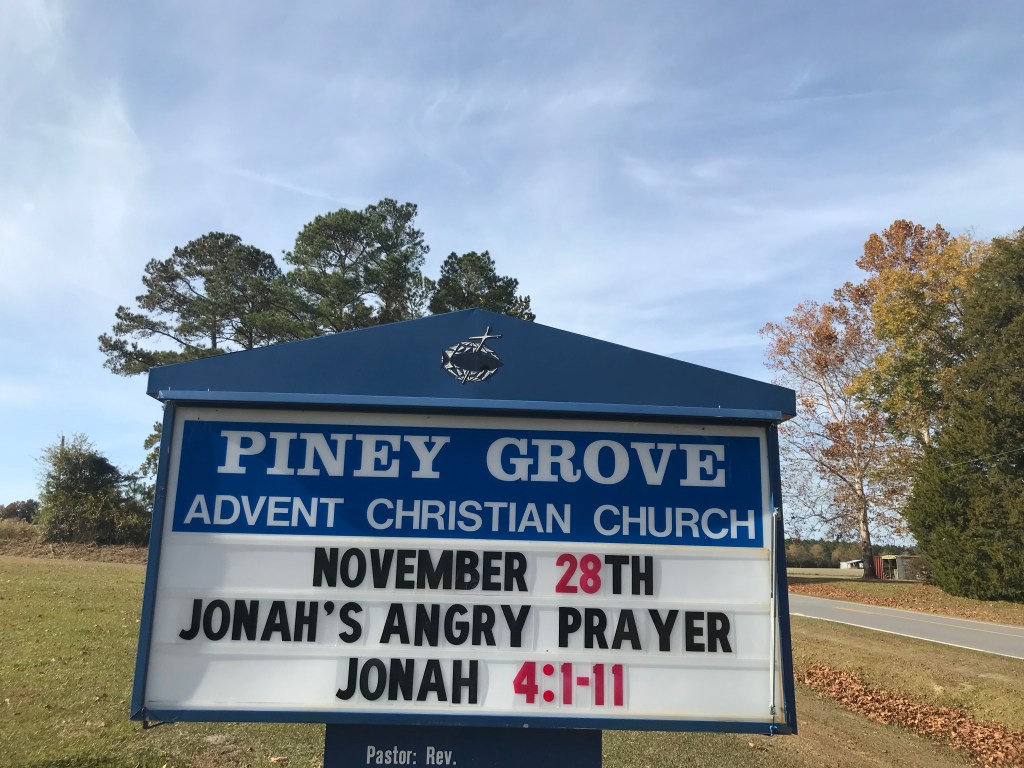 PINEY GROVE
ADVENT CHRISTIAN CHURCH
NOVEMBER 28TH
JONAH'S ANGRY PRAYER
JONAH 4:1-11
Pastor: Rev.